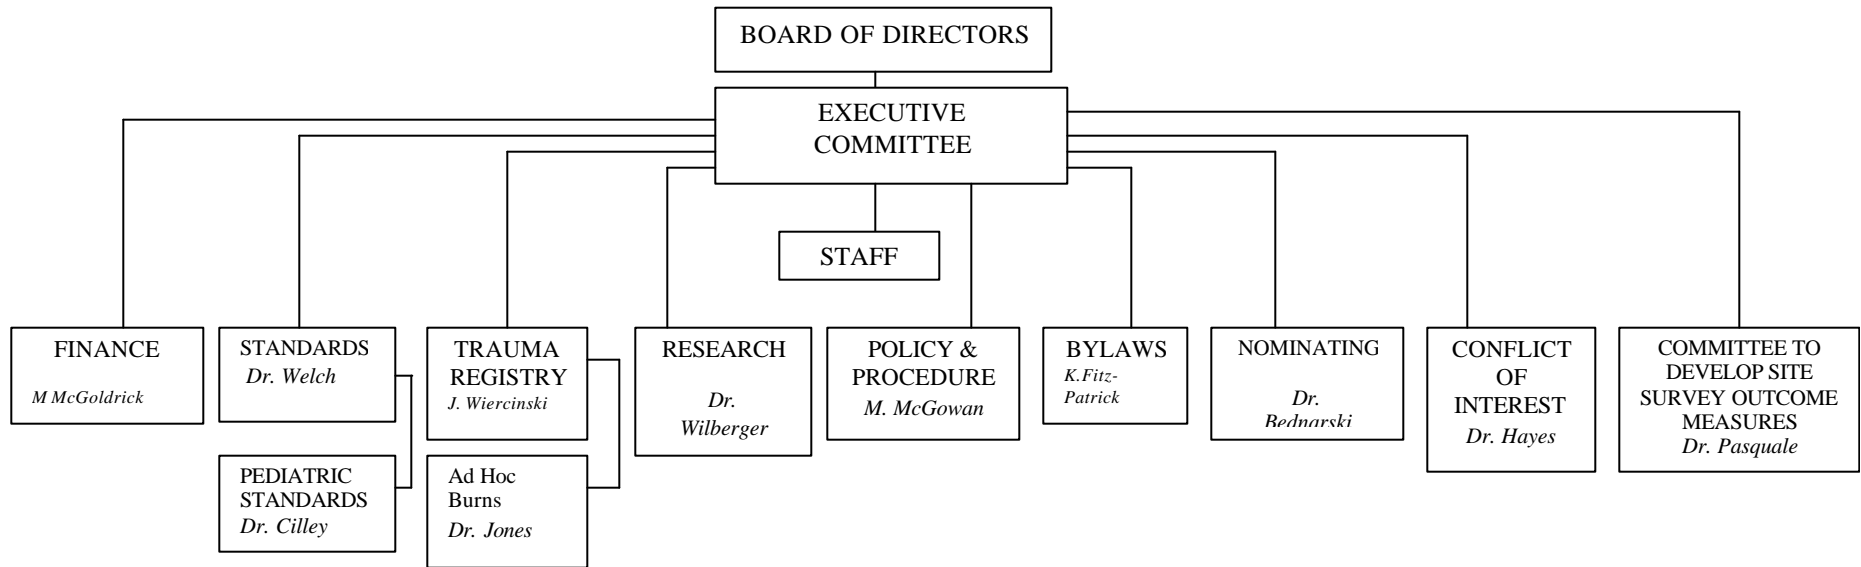 BOARD OF DIRECTORS
EXECUTIVE
COMMITTEE
STAFF
FINANCE
M McGoldrick
STANDARDS
Dr. Welch
TRAUMA
REGISTRY
J. Wiercinski
RESEARCH
Dr.
Wilberger
POLICY &
PROCEDURE
M. McGowan
BYLAWS
K.Fitz-
Patrick
NOMINATING
Dr.
Bednarski
CONFLICT
OF
INTEREST
Dr. Hayes
COMMITTEE TO
DEVELOP SITE
SURVEY OUTCOME
MEASURES
Dr. Pasquale
PEDIATRIC
STANDARDS
Dr. Cilley
Ad Hoc
Burns
Dr. Jones